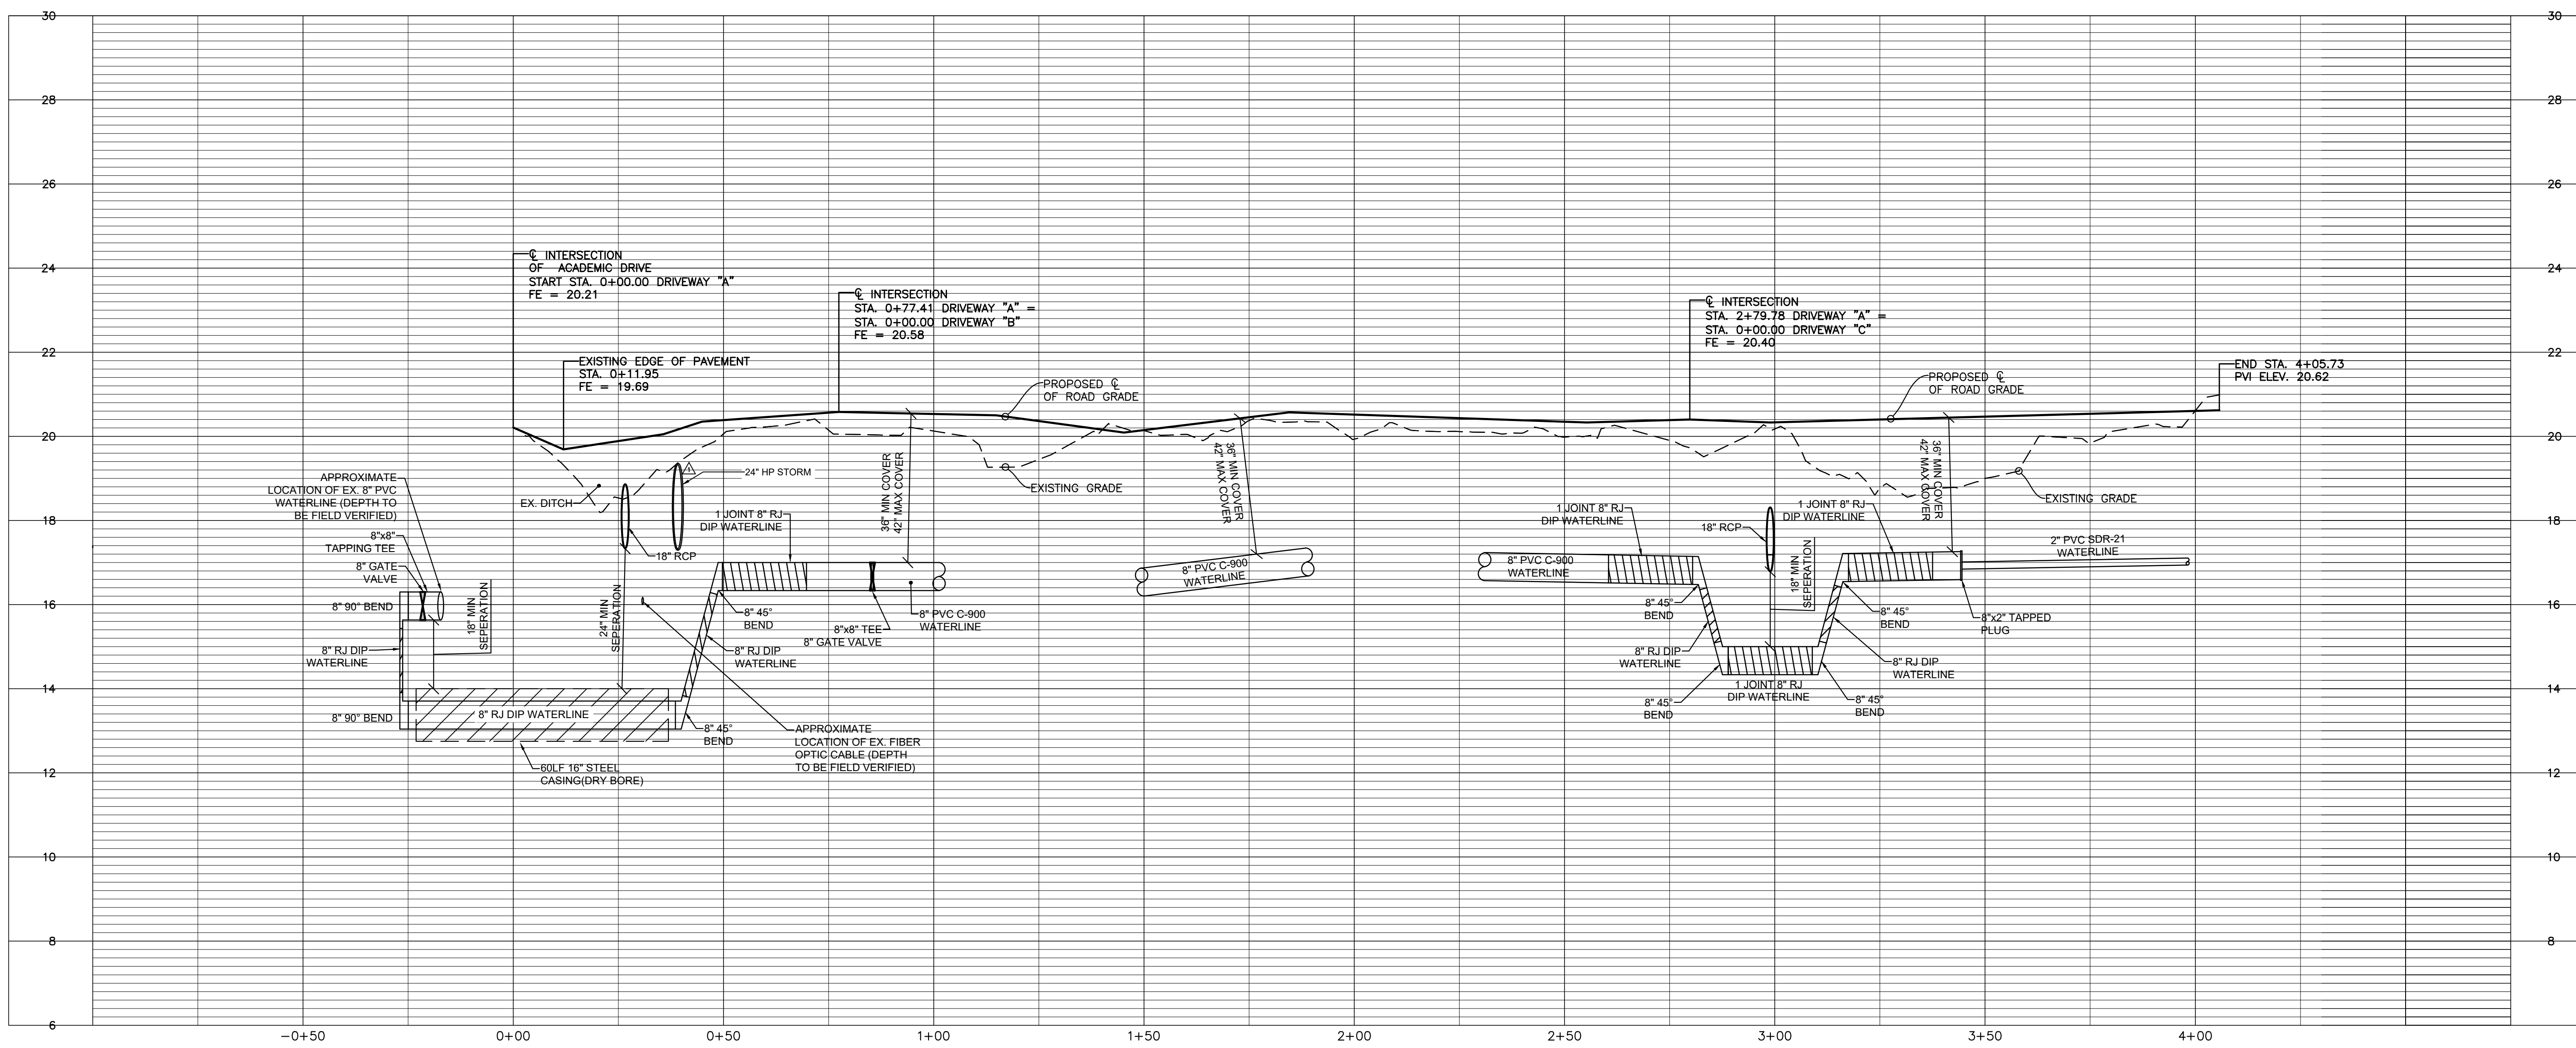 30
28
26
24
22
20
18
16
14
12
10
8
6
30
28
26
24
22
20
18
16
14
12
10
8
-0+50
0+00
0+50
1+00
1+50
2+00
2+50
3+00
3+50
4+00
℄ INTERSECTION
OF ACADEMIC DRIVE
START STA. 0+00.00 DRIVEWAY "A"
FE = 20.21
EXISTING EDGE OF PAVEMENT
STA. 0+11.95
FE = 19.69
℄ INTERSECTION
STA. 0+77.41 DRIVEWAY "A" =
STA. 0+00.00 DRIVEWAY "B"
FE = 20.58
PROPOSED ℄
OF ROAD GRADE
℄ INTERSECTION
STA. 2+79.78 DRIVEWAY "A" =
STA. 0+00.00 DRIVEWAY "C"
FE = 20.40
PROPOSED ℄
OF ROAD GRADE
END STA. 4+05.73
PVI ELEV. 20.62
APPROXIMATE
LOCATION OF EX. 8" PVC
WATERLINE (DEPTH TO
BE FIELD VERIFIED)
8"x8"
TAPPING TEE
8" GATE
VALVE
8" 90° BEND
8" RJ DIP
WATERLINE
8" 90° BEND
18" MIN
SEPERATION
EX. DITCH
24" MIN
SEPERATION
18" RCP
1
24" HP STORM
1 JOINT 8" RJ
DIP WATERLINE
36" MIN COVER
42" MAX COVER
EXISTING GRADE
8" 45°
BEND
8"x8" TEE
8" GATE VALVE
8" PVC C-900
WATERLINE
8" RJ DIP
WATERLINE
8" RJ DIP WATERLINE
8" 45°
BEND
60LF 16" STEEL
CASING(DRY BORE)
APPROXIMATE
LOCATION OF EX. FIBER
OPTIC CABLE (DEPTH
TO BE FIELD VERIFIED)
36" MIN COVER
42" MAX COVER
8" PVC C-900
WATERLINE
8" PVC C-900
WATERLINE
1 JOINT 8" RJ
DIP WATERLINE
18" RCP
18" MIN
SEPERATION
1 JOINT 8" RJ
DIP WATERLINE
36" MIN COVER
42" MAX COVER
EXISTING GRADE
2" PVC SDR-21
WATERLINE
8" 45°
BEND
8" RJ DIP
WATERLINE
8" 45°
BEND
1 JOINT 8" RJ
DIP WATERLINE
8" 45°
BEND
8" RJ DIP
WATERLINE
8" 45°
BEND
8"x2" TAPPED
PLUG